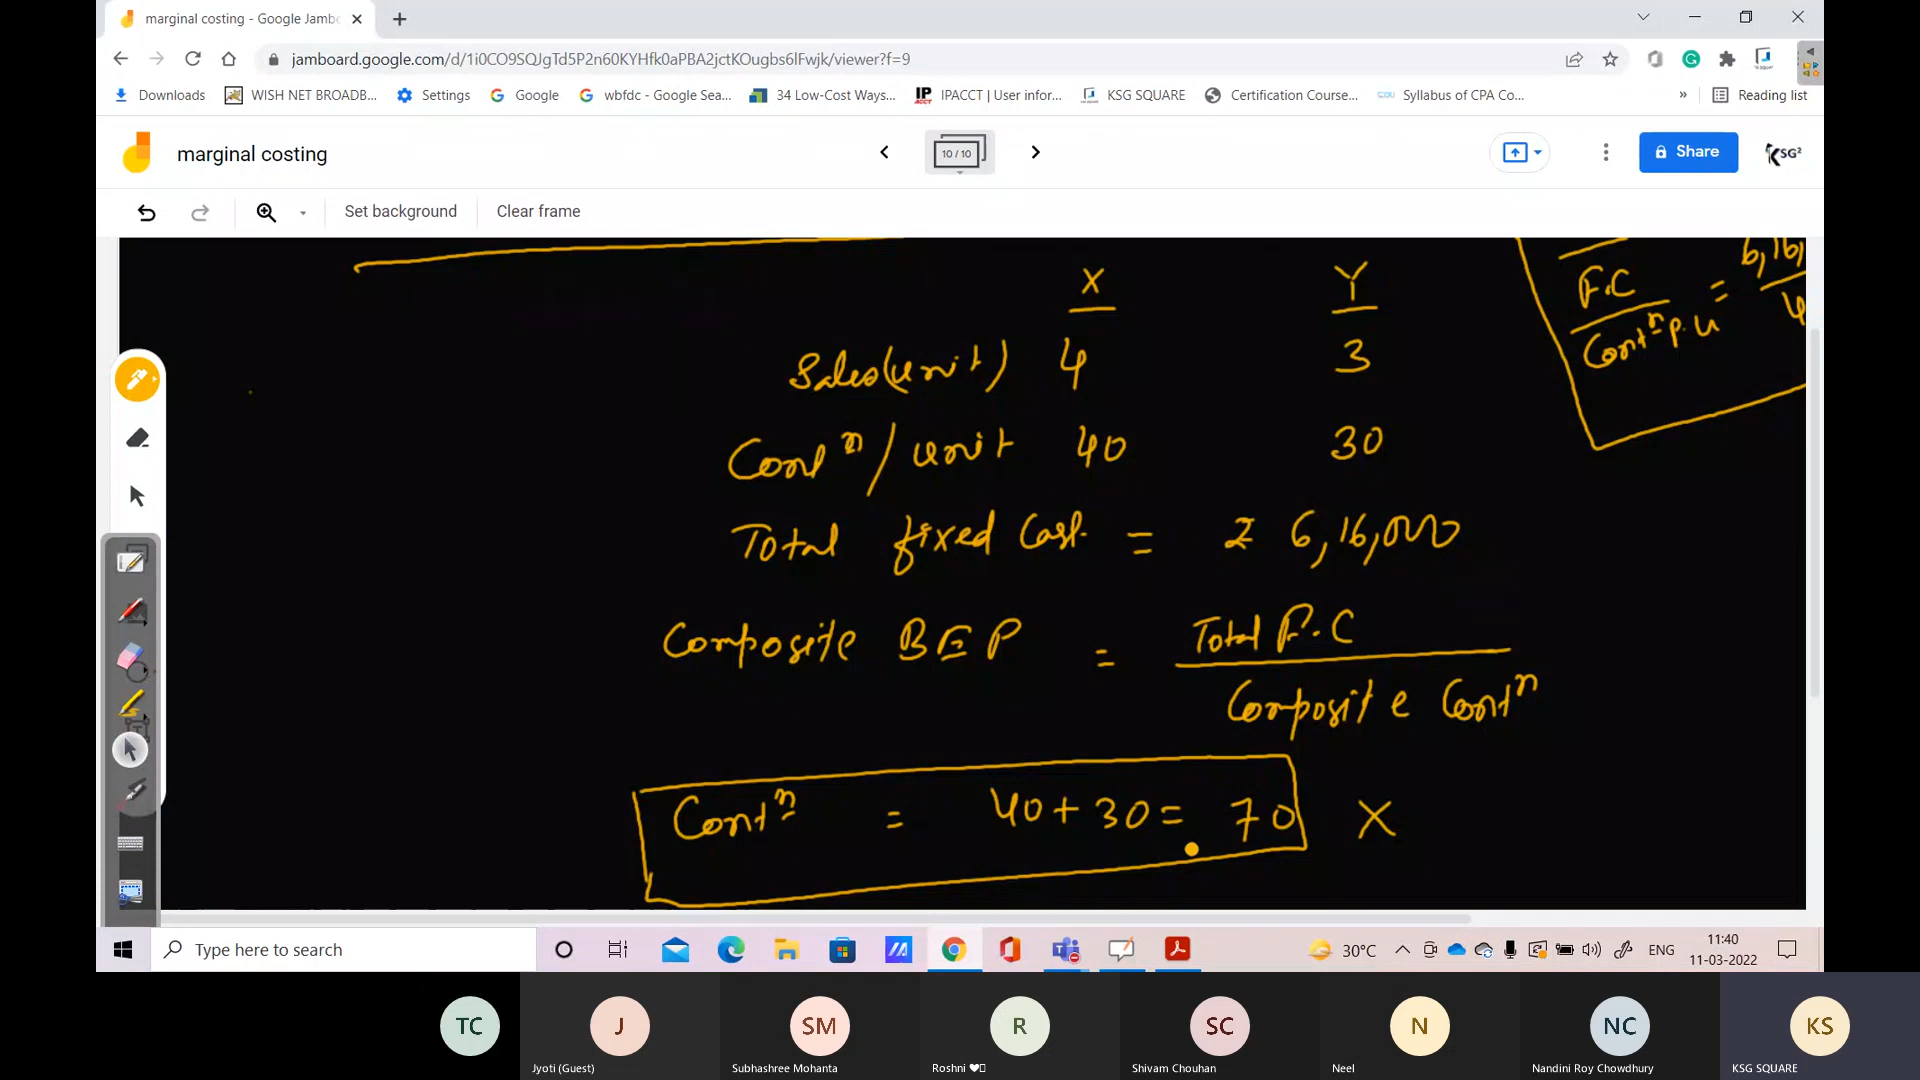 marginal costing - Google Jambo
jamboard.google.com/d/1i0CO9SQJgTd5P2n60KYHfk0aPBA2jctKOugbs6lFwjk/viewer?f=9
Downloads WISH NET BROADB... Settings Google wbfdc - Google Sea... 34 Low-Cost Ways... IPACCT | User infor... KSG SQUARE Certification Course... Syllabus of CPA Co... » Reading list
marginal costing 10 / 10 Share KSG²
Set background Clear frame
X Y
Sales(unit) 4 3
Contⁿ/unit 40 30
Total fixed Cost = ₹ 6,16,000
Composite BEP = Total F.C
Composite Contⁿ
Contⁿ = 40+30= 70 X
F.C = 6,16,
Contⁿ p.u 4
Type here to search 30°C ENG 11:40
11-03-2022
TC J SM R SC N NC KS
Jyoti (Guest) Subhashree Mohanta Roshni ❤ Shivam Chouhan Neel Nandini Roy Chowdhury KSG SQUARE